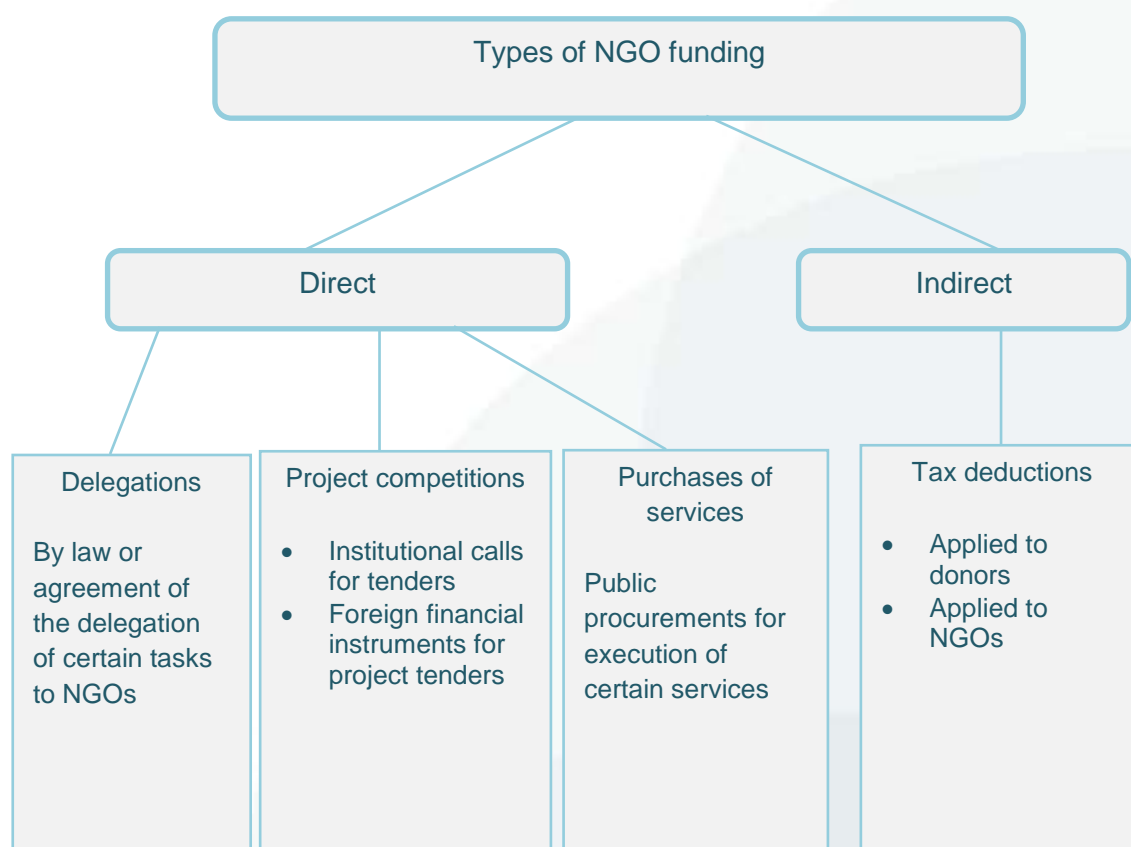 Types of NGO funding
Direct
Indirect
Delegations
By law or
agreement of
the delegation
of certain tasks
to NGOs
Project competitions
• Institutional calls
for tenders
• Foreign financial
instruments for
project tenders
Purchases of
services
Public
procurements for
execution of
certain services
Tax deductions
• Applied to
donors
• Applied to
NGOs